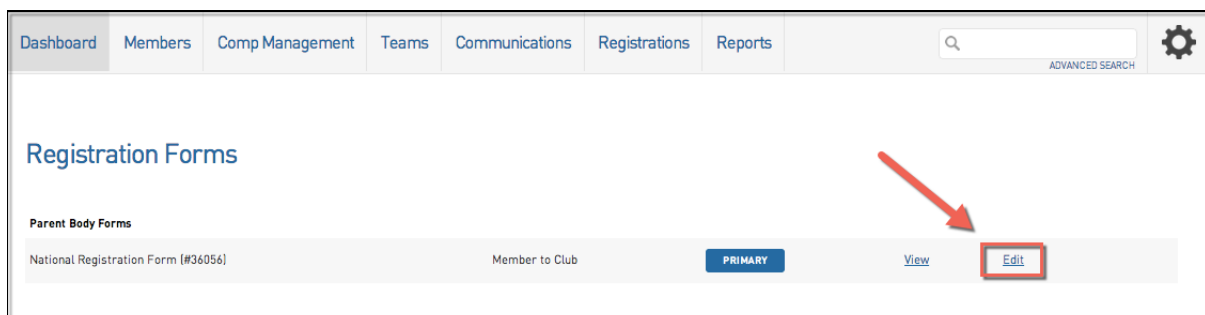 Dashboard Members Comp Management Teams Communications Registrations Reports
ADVANCED SEARCH
Registration Forms
Parent Body Forms
National Registration Form (#36056) Member to Club PRIMARY View Edit